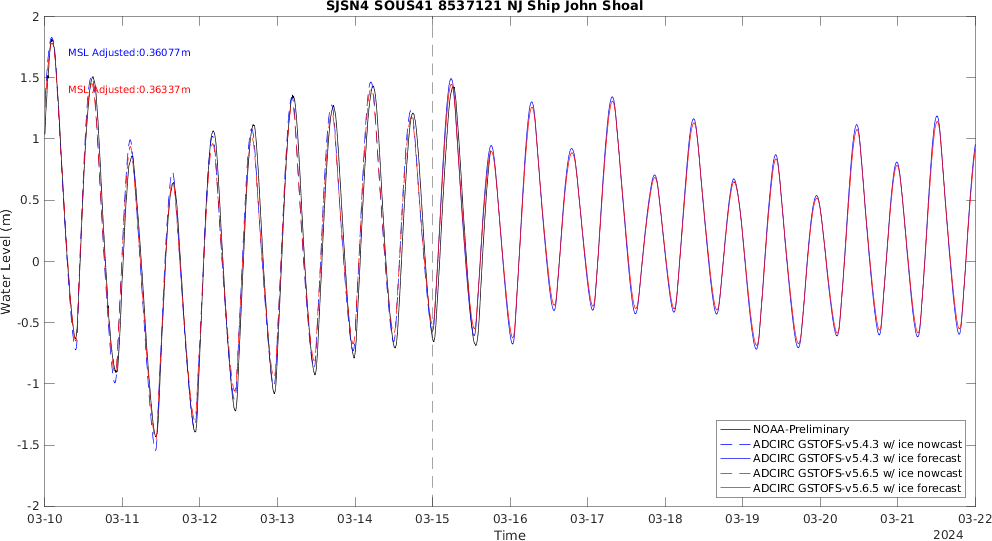 SJSN4 SOUS41 8537121 NJ Ship John Shoal
MSL Adjusted:0.36077m
MSL Adjusted:0.36337m
Water Level (m)
2
1.5
1
0.5
0
-0.5
-1
-1.5
-2
NOAA-Preliminary
ADCIRC GSTOFS-v5.4.3 w/ ice nowcast
ADCIRC GSTOFS-v5.4.3 w/ ice forecast
ADCIRC GSTOFS-v5.6.5 w/ ice nowcast
ADCIRC GSTOFS-v5.6.5 w/ ice forecast
03-10 03-11 03-12 03-13 03-14 03-15 03-16 03-17 03-18 03-19 03-20 03-21 03-22
Time
2024